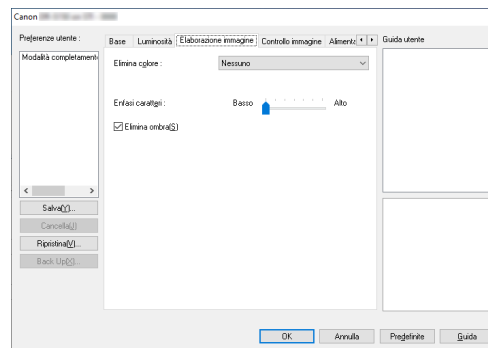 Canon
Preferenze utente :
Modalità completamente
Salva(Y)...
Cancella(J)
Ripristina(V)...
Back Up(X)...
Base
Luminosità
Elaborazione immagine
Controllo immagine
Alimenta
Elimina colore :
Nessuno
Enfasi caratteri :
Basso
Alto
Elimina ombra(S)
Guida utente
OK
Annulla
Predefinite
Guida